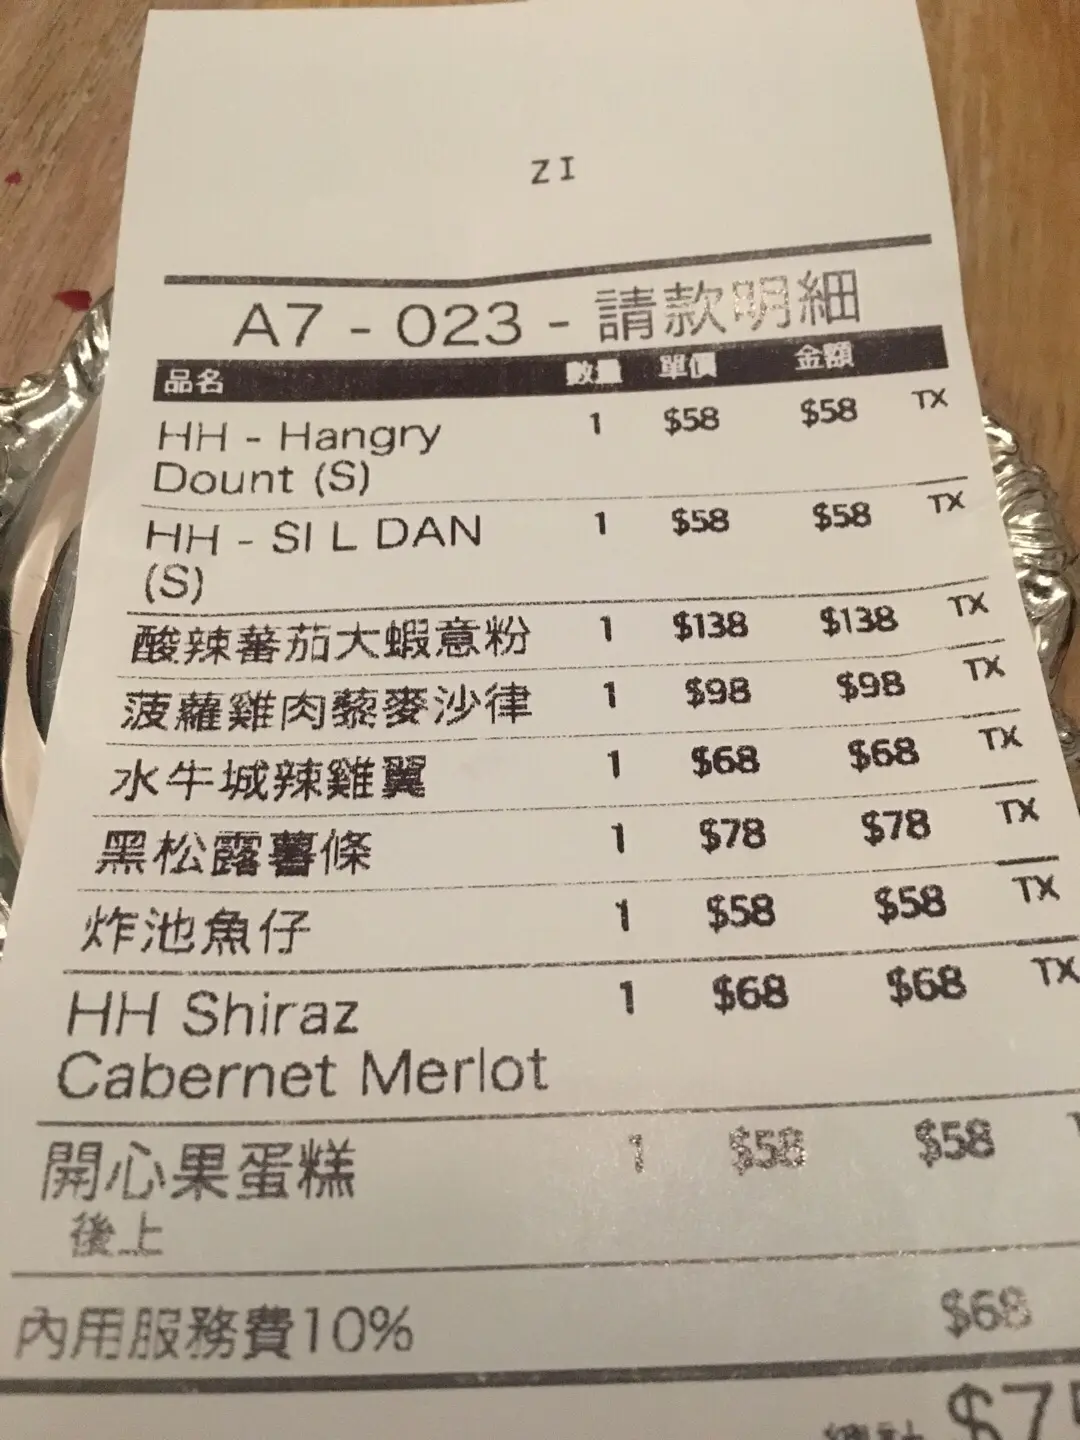 ZI
A7 - 023 - 請款明細
品名 數量 單價 金額
HH - Hangry 1 $58 $58 TX
Dount (S)
HH - SI L DAN 1 $58 $58 TX
(S)
酸辣蕃茄大蝦意粉 1 $138 $138 TX
菠蘿雞肉藜麥沙律 1 $98 $98 TX
水牛城辣雞翼 1 $68 $68 TX
黑松露薯條 1 $78 $78 TX
炸池魚仔 1 $58 $58 TX
HH Shiraz 1 $68 $68 TX
Cabernet Merlot
開心果蛋糕 1 $58 $58
後上
內用服務費10% $68
總計